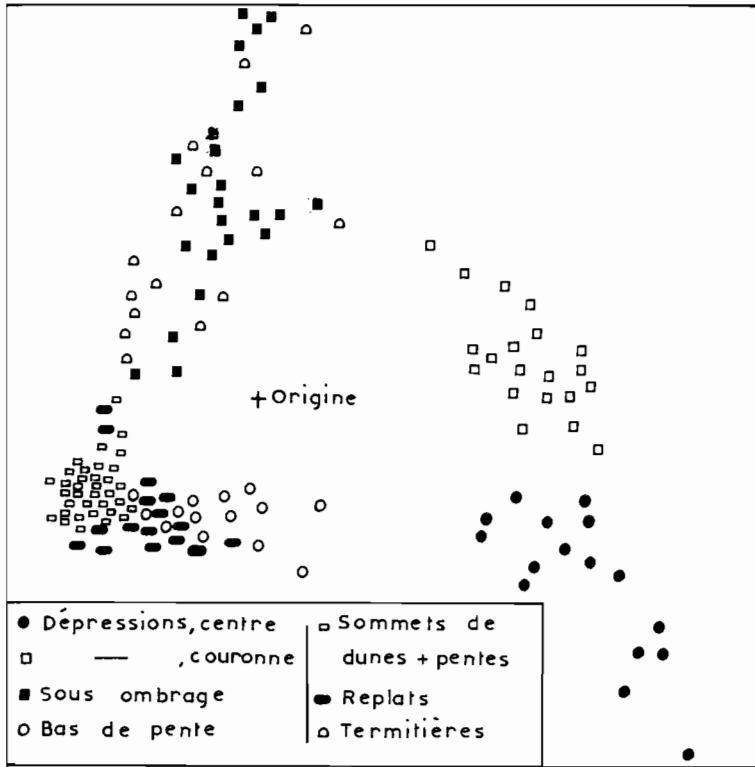 + Origine
Dépressions, centre
— , couronne
Sous ombrage
Bas de pente
Sommets de
dunes + pentes
Replats
Termitières